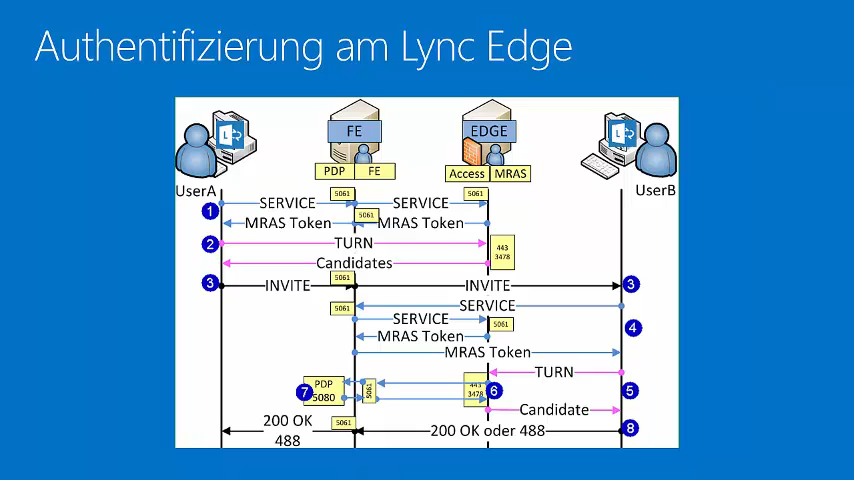 Authentifizierung am Lync Edge
FE
EDGE
L
L
PDP FE
Access MRAS
UserA
UserB
5061
5061
1 SERVICE SERVICE
5061
MRAS Token MRAS Token
2 TURN
443
3478
Candidates
5061
3 INVITE INVITE 3
5061
SERVICE
SERVICE
5061
4
MRAS Token
MRAS Token
TURN
7 PDP
5080
5061
443
3478
6
5
Candidate
5061
200 OK
488
200 OK oder 488
8